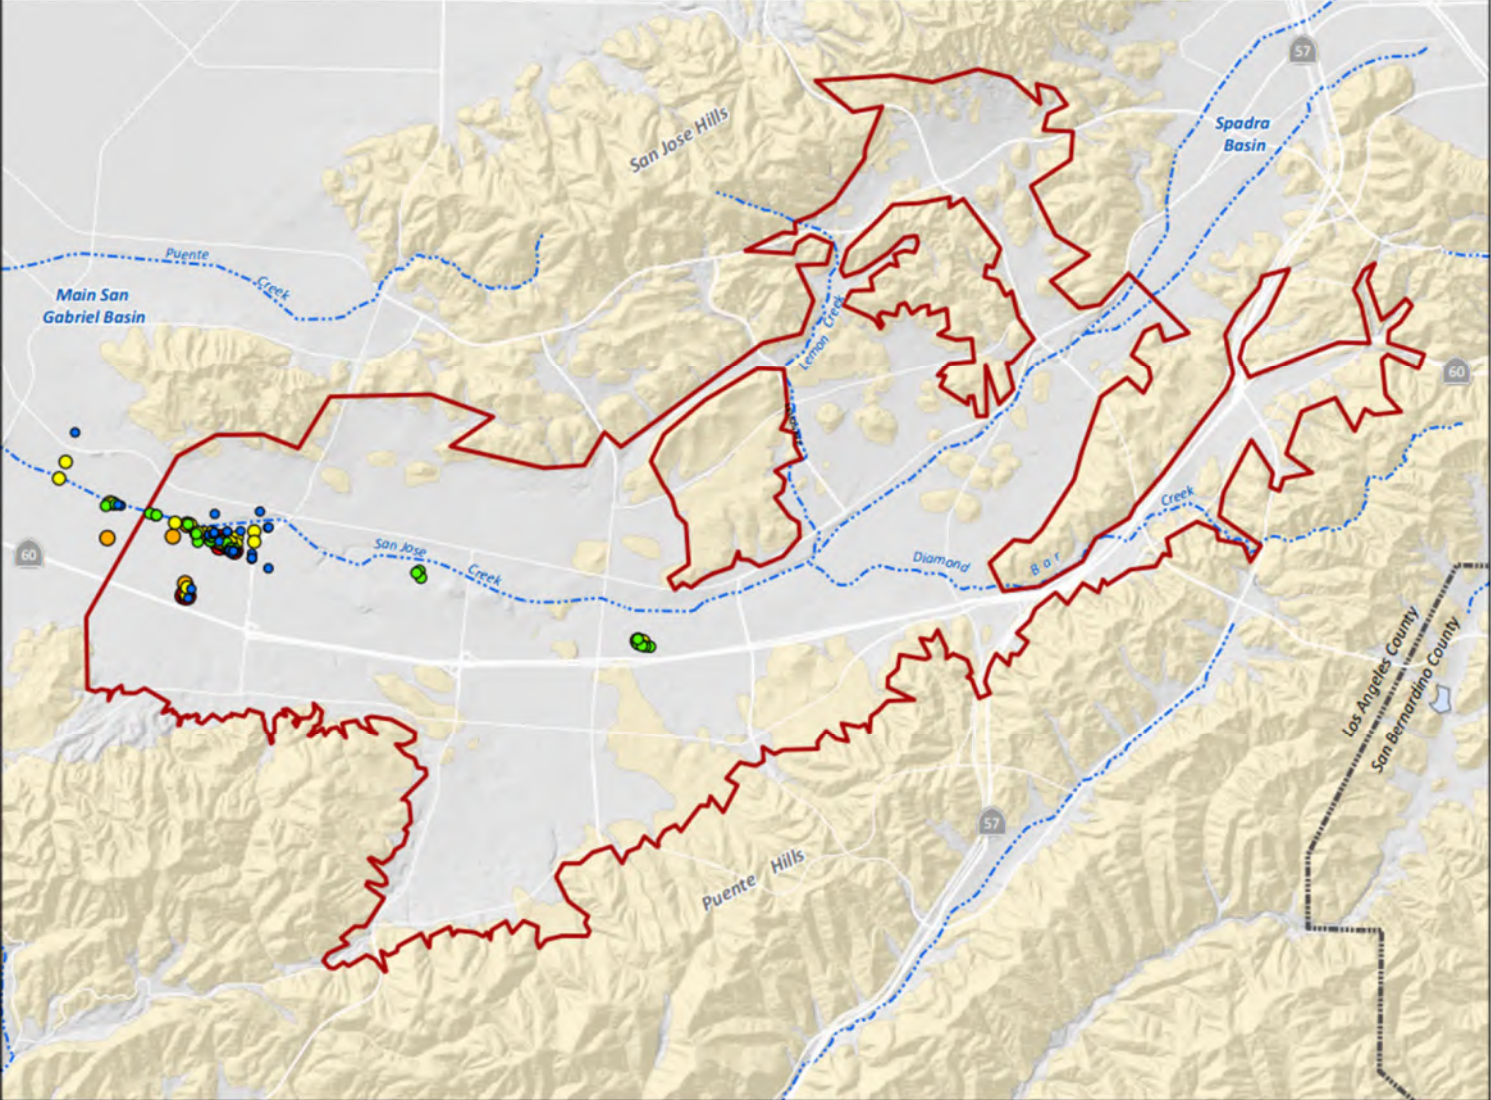 57
Spadra
Basin
San Jose Hills
Puente
Creek
Main San
Gabriel Basin
Lemon Creek
60
Creek
60
San Jose
Creek
Diamond
Bar
Los Angeles County
San Bernardino County
57
Puente Hills